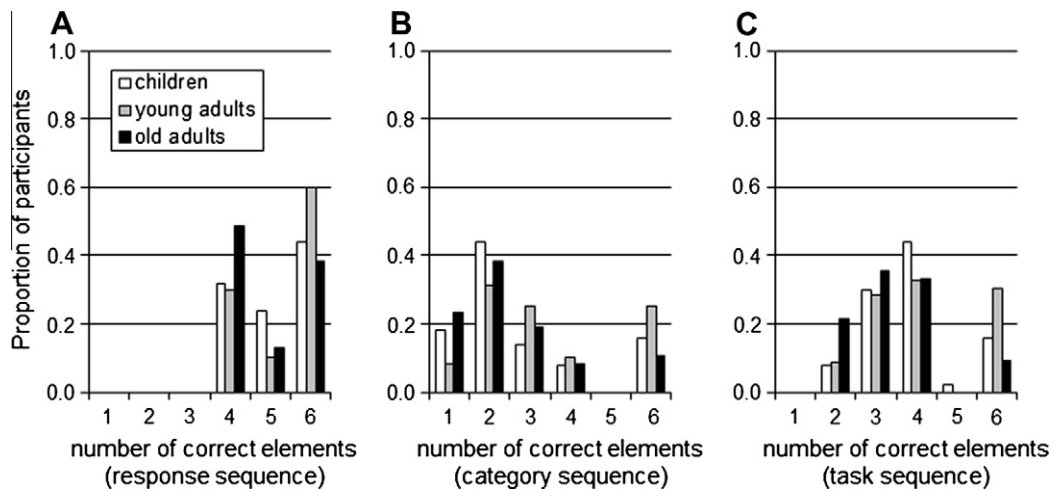 A
B
C
Proportion of participants
1.0
0.8
0.6
0.4
0.2
0.0
children
young adults
old adults
1 2 3 4 5 6
number of correct elements
(response sequence)
1.0
0.8
0.6
0.4
0.2
0.0
1 2 3 4 5 6
number of correct elements
(category sequence)
1.0
0.8
0.6
0.4
0.2
0.0
1 2 3 4 5 6
number of correct elements
(task sequence)